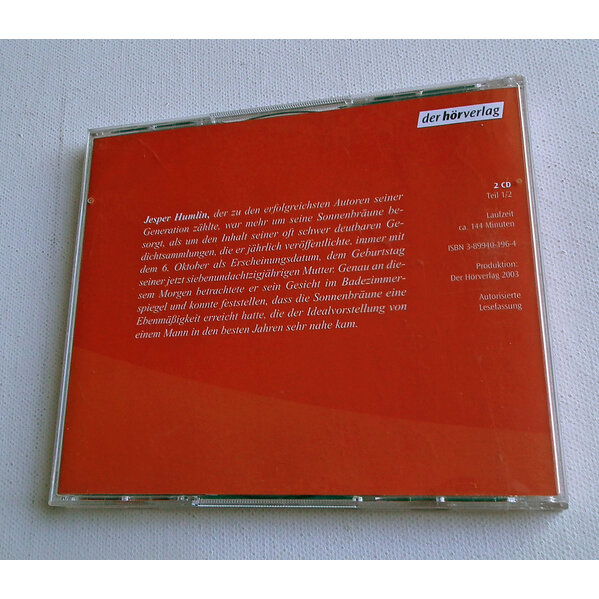 der hörverlag
Jesper Humlin, der zu den erfolgreichsten Autoren seiner
Generation zählte, war mehr um seine Sonnenbräune be-
sorgt, als um den Inhalt seiner oft schwer deutbaren Ge-
dichtsammlungen, die er jährlich veröffentlichte, immer mit
dem 6. Oktober als Erscheinungsdatum, dem Geburtstag
seiner jetzt siebenundachtzigjährigen Mutter. Genau an die-
sem Morgen betrachtete er sein Gesicht im Badezimmer-
spiegel und konnte feststellen, dass die Sonnenbräune eine
Ebenmäßigkeit erreicht hatte, die der Idealvorstellung von
einem Mann in den besten Jahren sehr nahe kam.
2 CD
Teil 1/2
Laufzeit
ca. 144 Minuten
ISBN 3-89940-196-4
Produktion:
Der Hörverlag 2003
Autorisierte
Lesefassung